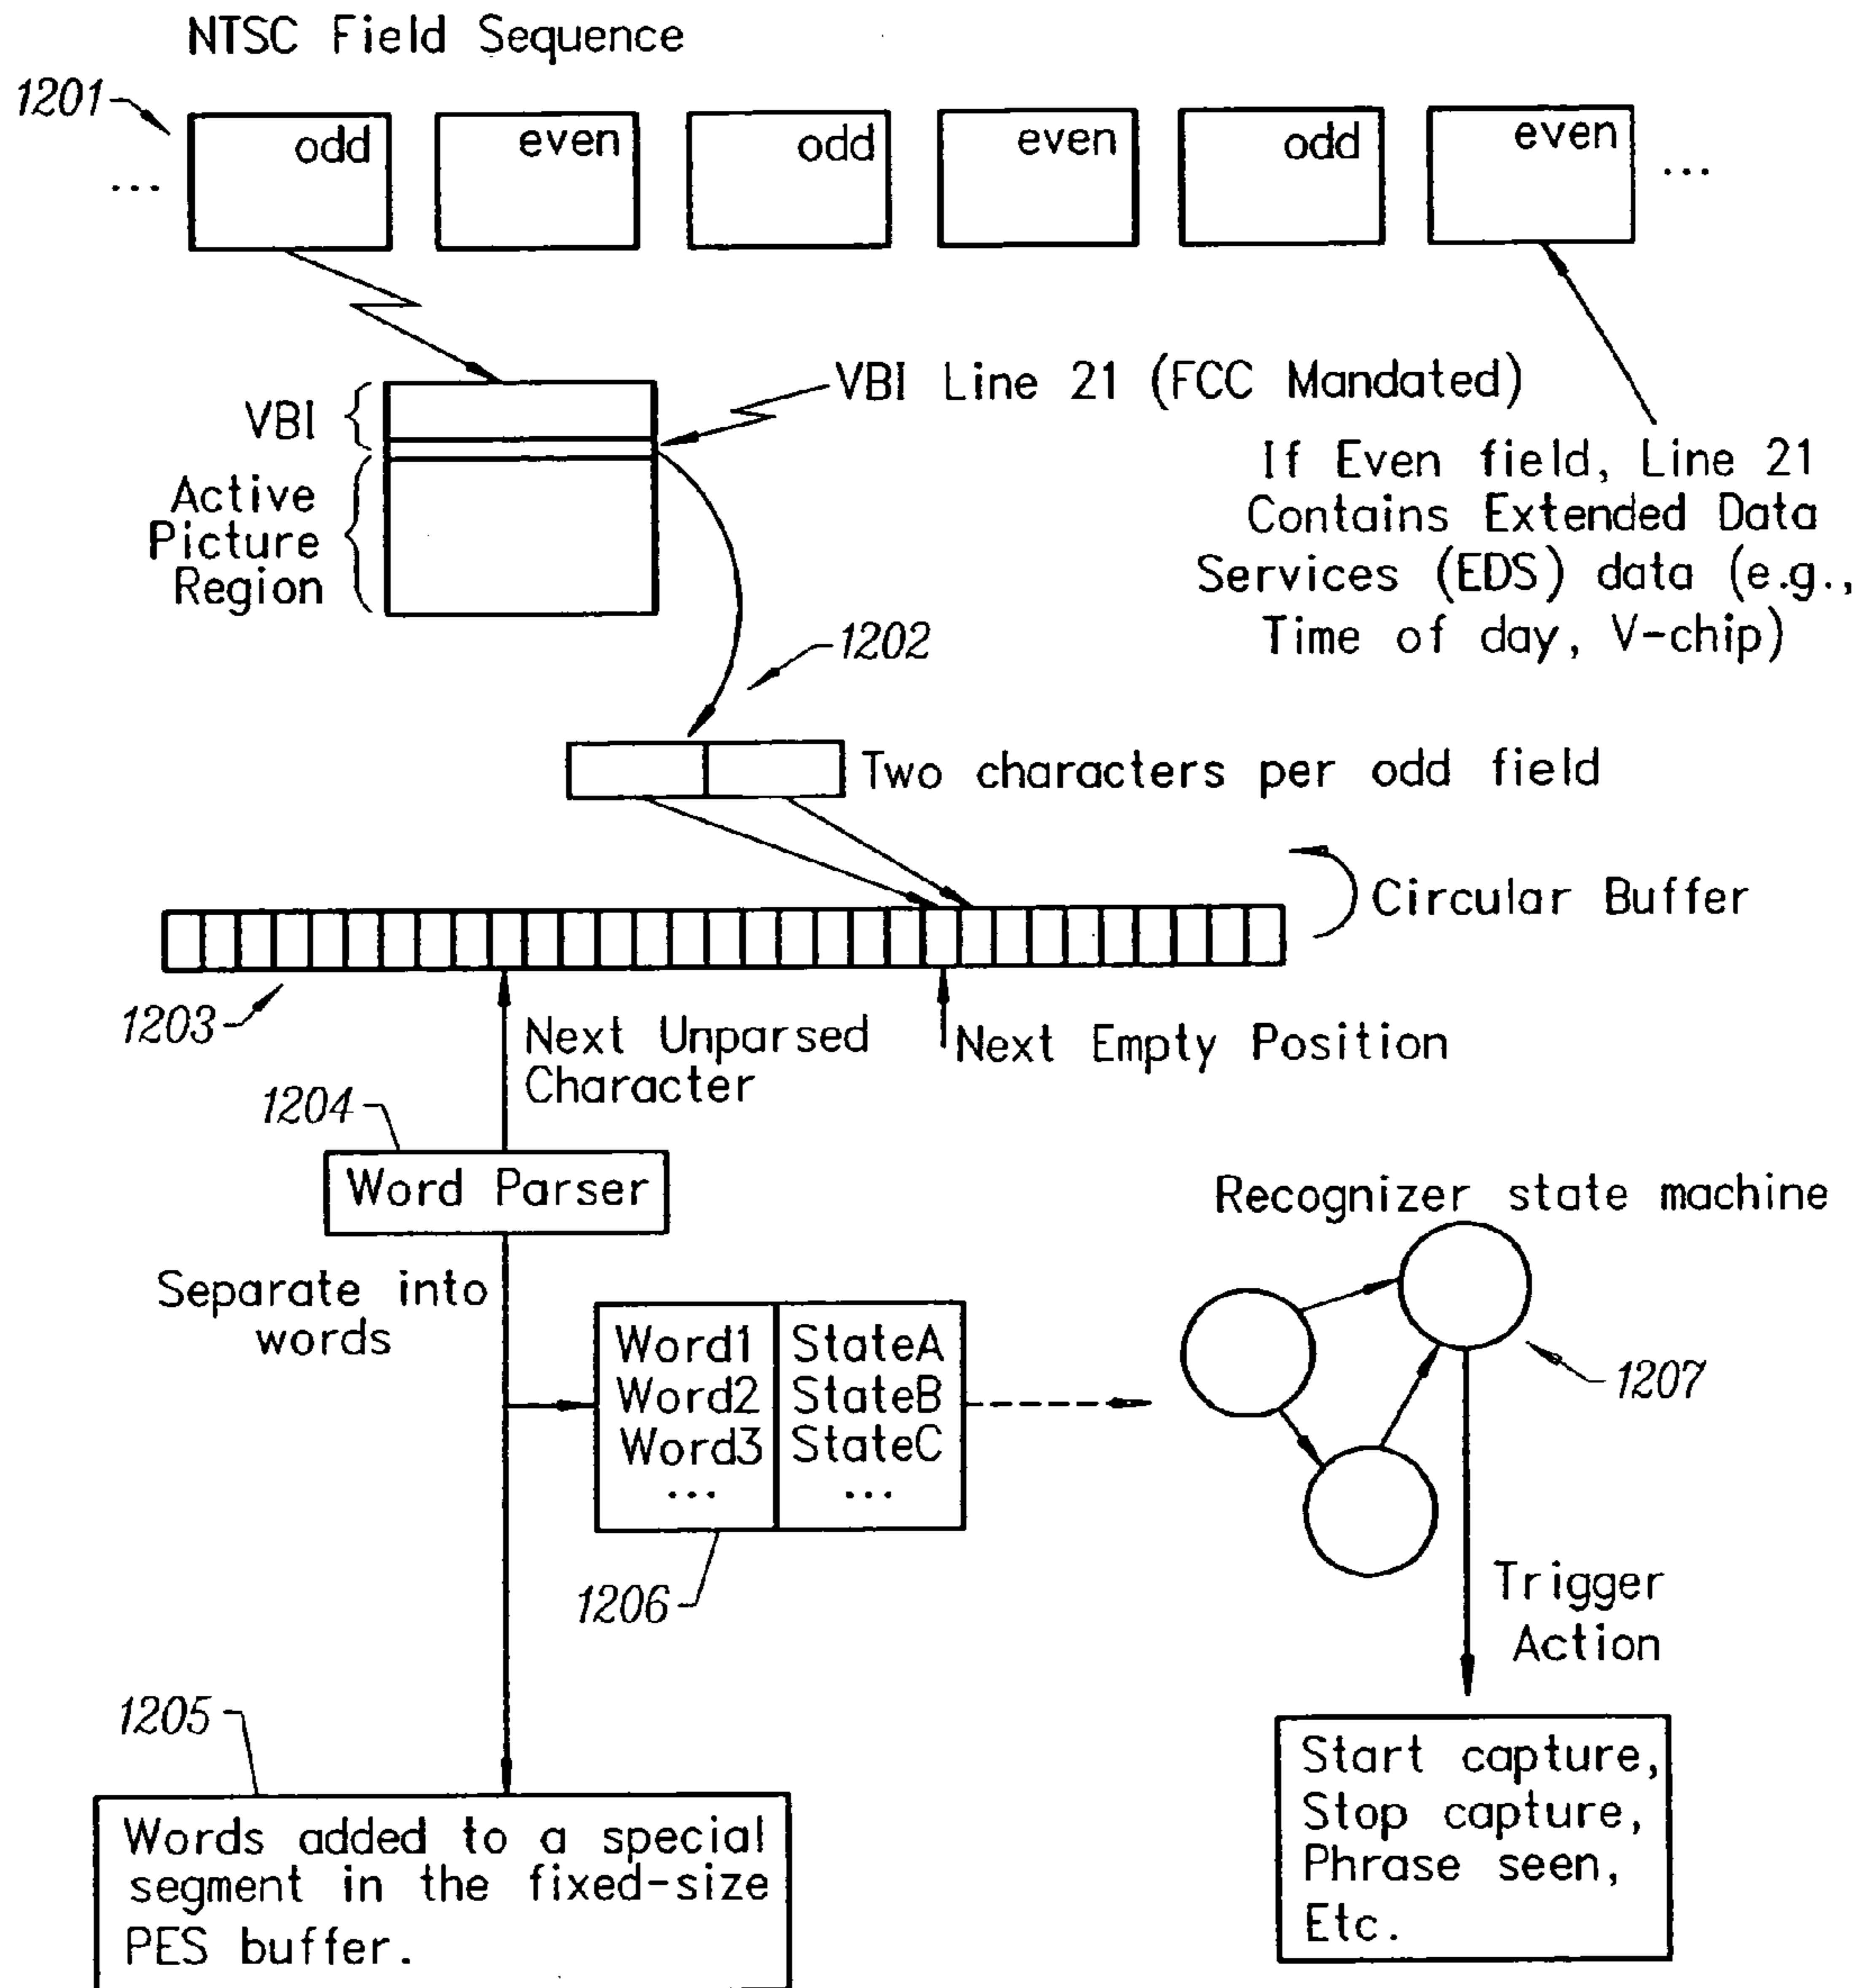 NTSC Field Sequence
1201
odd
even
odd
even
odd
even
...
...
VBI
VBI Line 21 (FCC Mandated)
Active
Picture
Region
If Even field, Line 21
Contains Extended Data
Services (EDS) data (e.g.,
Time of day, V-chip)
1202
Two characters per odd field
Circular Buffer
1203
Next Unparsed
Character
Next Empty Position
1204
Word Parser
Separate into
words
Word1 StateA
Word2 StateB
Word3 StateC
... ...
1206
Recognizer state machine
1207
Trigger
Action
1205
Words added to a special
segment in the fixed-size
PES buffer.
Start capture,
Stop capture,
Phrase seen,
Etc.